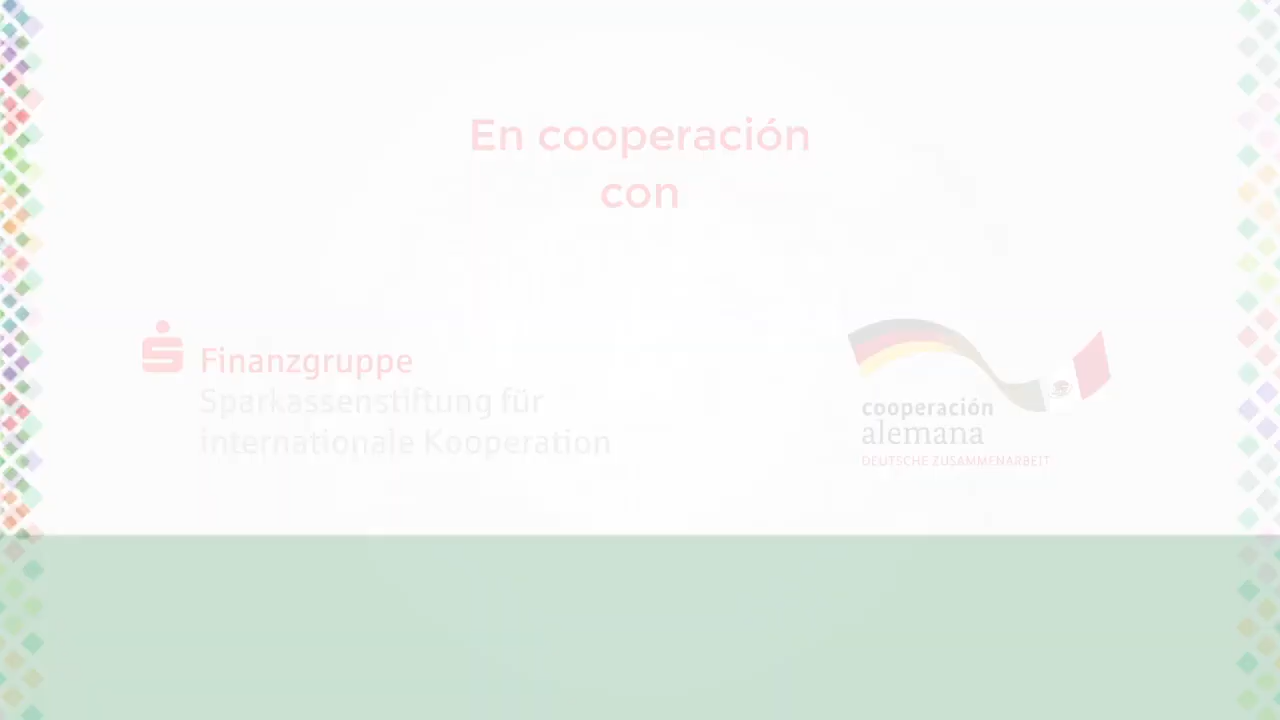 En cooperación
con
Finanzgruppe
Sparkassenstiftung für
internationale Kooperation
cooperación
alemana
DEUTSCHE ZUSAMMENARBEIT